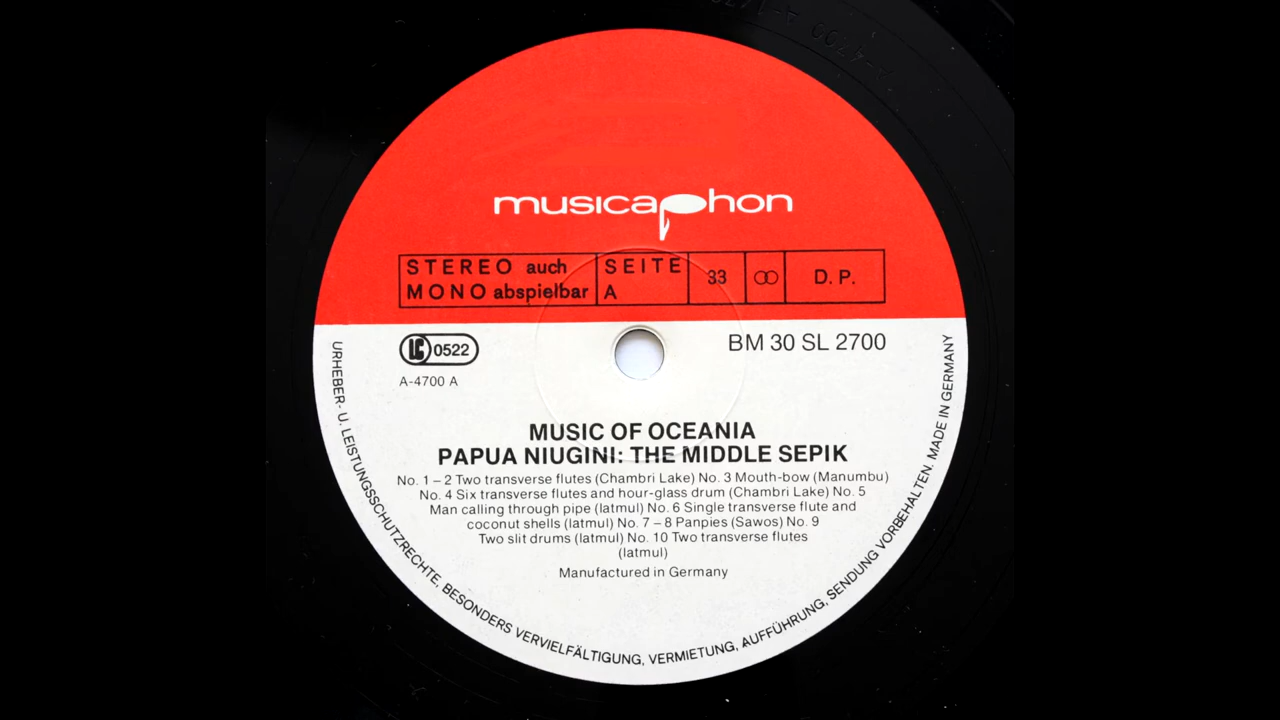 musicaphon
STEREO auch
MONO abspielbar
SEITE
A
33
D. P.
LC 0522
BM 30 SL 2700
A-4700 A
MUSIC OF OCEANIA
PAPUA NIUGINI: THE MIDDLE SEPIK
No. 1 – 2 Two transverse flutes (Chambri Lake) No. 3 Mouth-bow (Manumbu)
No. 4 Six transverse flutes and hour-glass drum (Chambri Lake) No. 5
Man calling through pipe (Iatmul) No. 6 Single transverse flute and
coconut shells (Iatmul) No. 7 – 8 Panpies (Sawos) No. 9
Two slit drums (Iatmul) No. 10 Two transverse flutes
(Iatmul)
Manufactured in Germany
URHEBER- U. LEISTUNGSSCHUTZRECHTE, BESONDERS VERVIELFÄLTIGUNG, VERMIETUNG, AUFFÜHRUNG, SENDUNG VORBEHALTEN. MADE IN GERMANY